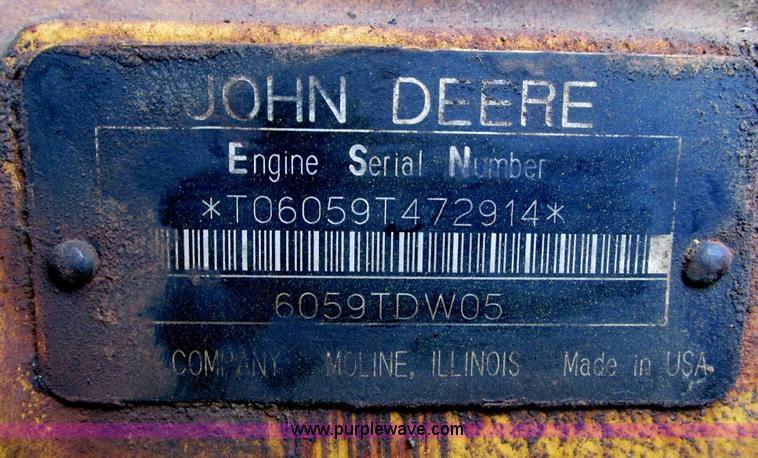 JOHN DEERE
Engine Serial Number
*T06059T472914*
6059TDW05
COMPANY MOLINE, ILLINOIS Made in USA
www.purplewave.com